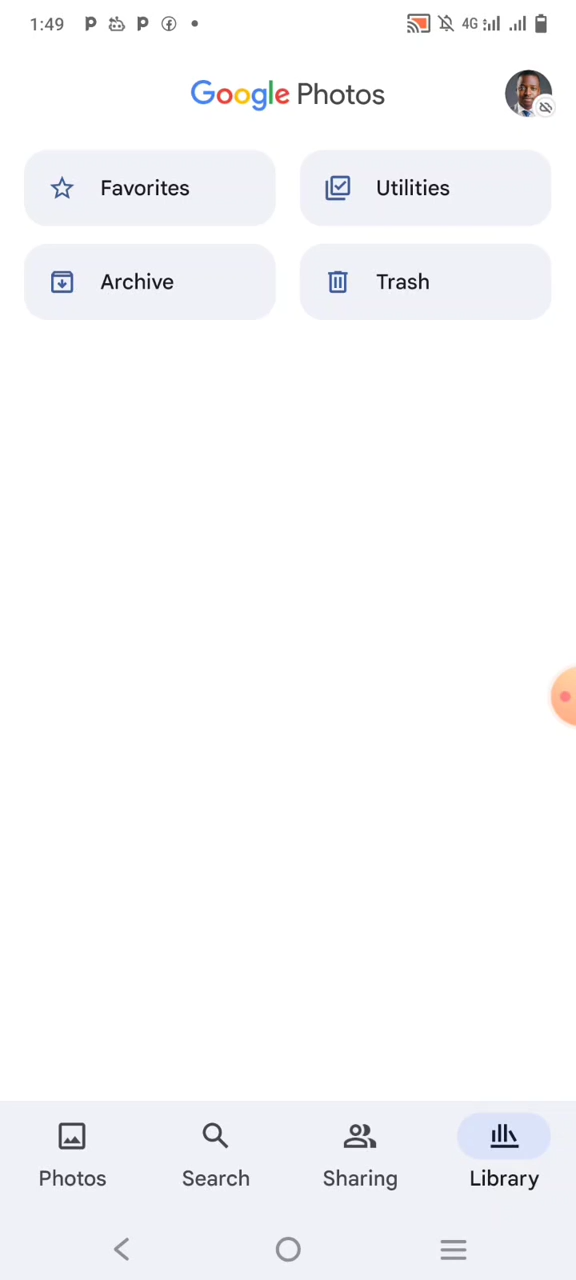 1:49
4G
Google Photos
Favorites
Utilities
Archive
Trash
Photos
Search
Sharing
Library